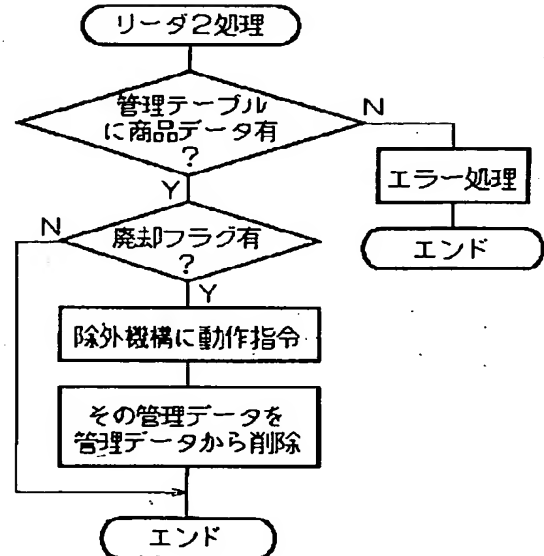 リーダ2処理
管理テーブル
に商品データ有
?
N
Y
エラー処理
エンド
N
廃却フラグ有
?
Y
除外機構に動作指令
その管理データを
管理データから削除
エンド